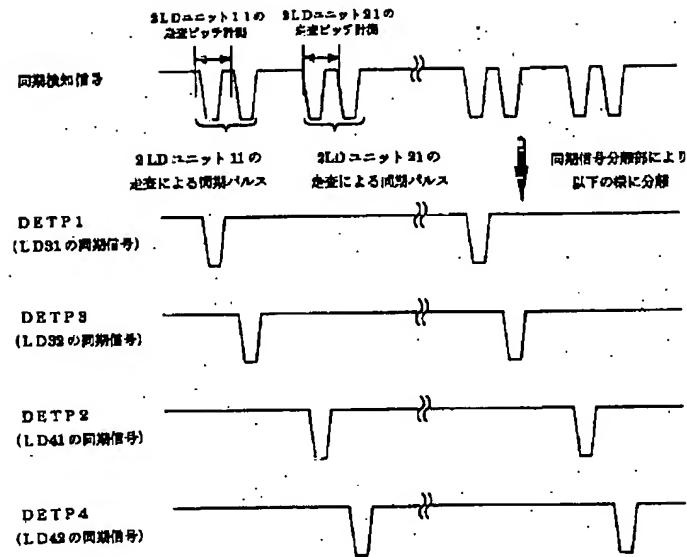 2LDユニット11の
走査ピッチ計測
2LDユニット21の
走査ピッチ計測
同期検知信号
2LDユニット11の
走査による同期パルス
2LDユニット21の
走査による同期パルス
同期信号分離部により
以下の様に分離
DETP1
(LD31の同期信号)
DETP3
(LD32の同期信号)
DETP2
(LD41の同期信号)
DETP4
(LD42の同期信号)